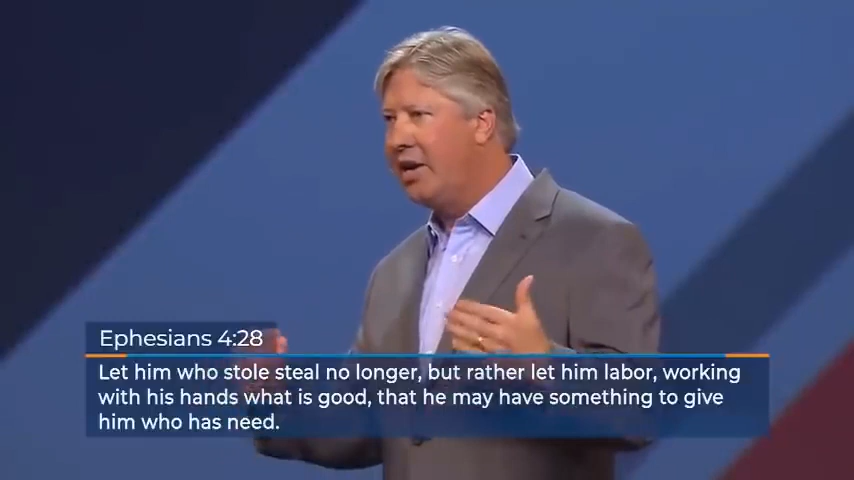 Ephesians 4:28
Let him who stole steal no longer, but rather let him labor, working
with his hands what is good, that he may have something to give
him who has need.